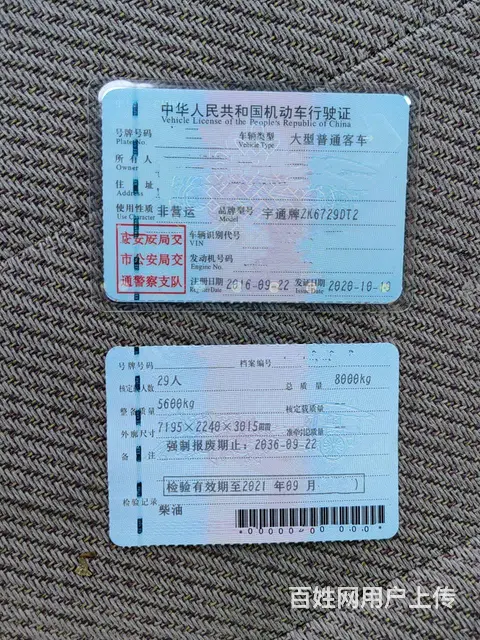 中华人民共和国机动车行驶证
Vehicle License of the People's Republic of China
号牌号码
Plate No.
车辆类型 大型普通客车
Vehicle Type
所有人
Owner
住址
Address
使用性质 非营运 品牌型号 宇通牌ZK6729DT2
Use Character Model
车辆识别代号
VIN
市公安局交
通警察支队
发动机号码
Engine No.
注册日期 2016-09-22 发证日期 2020-10-
Register Date Issue Date
号牌号码 档案编号
核定载人数 29人 总质量 8000kg
整备质量 5600kg 核定载质量 --
外廓尺寸 7195×2240×3015mm 准牵引总质量 --
备注 强制报废期止：2036-09-22
检验有效期至2021年09月
检验记录
柴油
百姓网用户上传